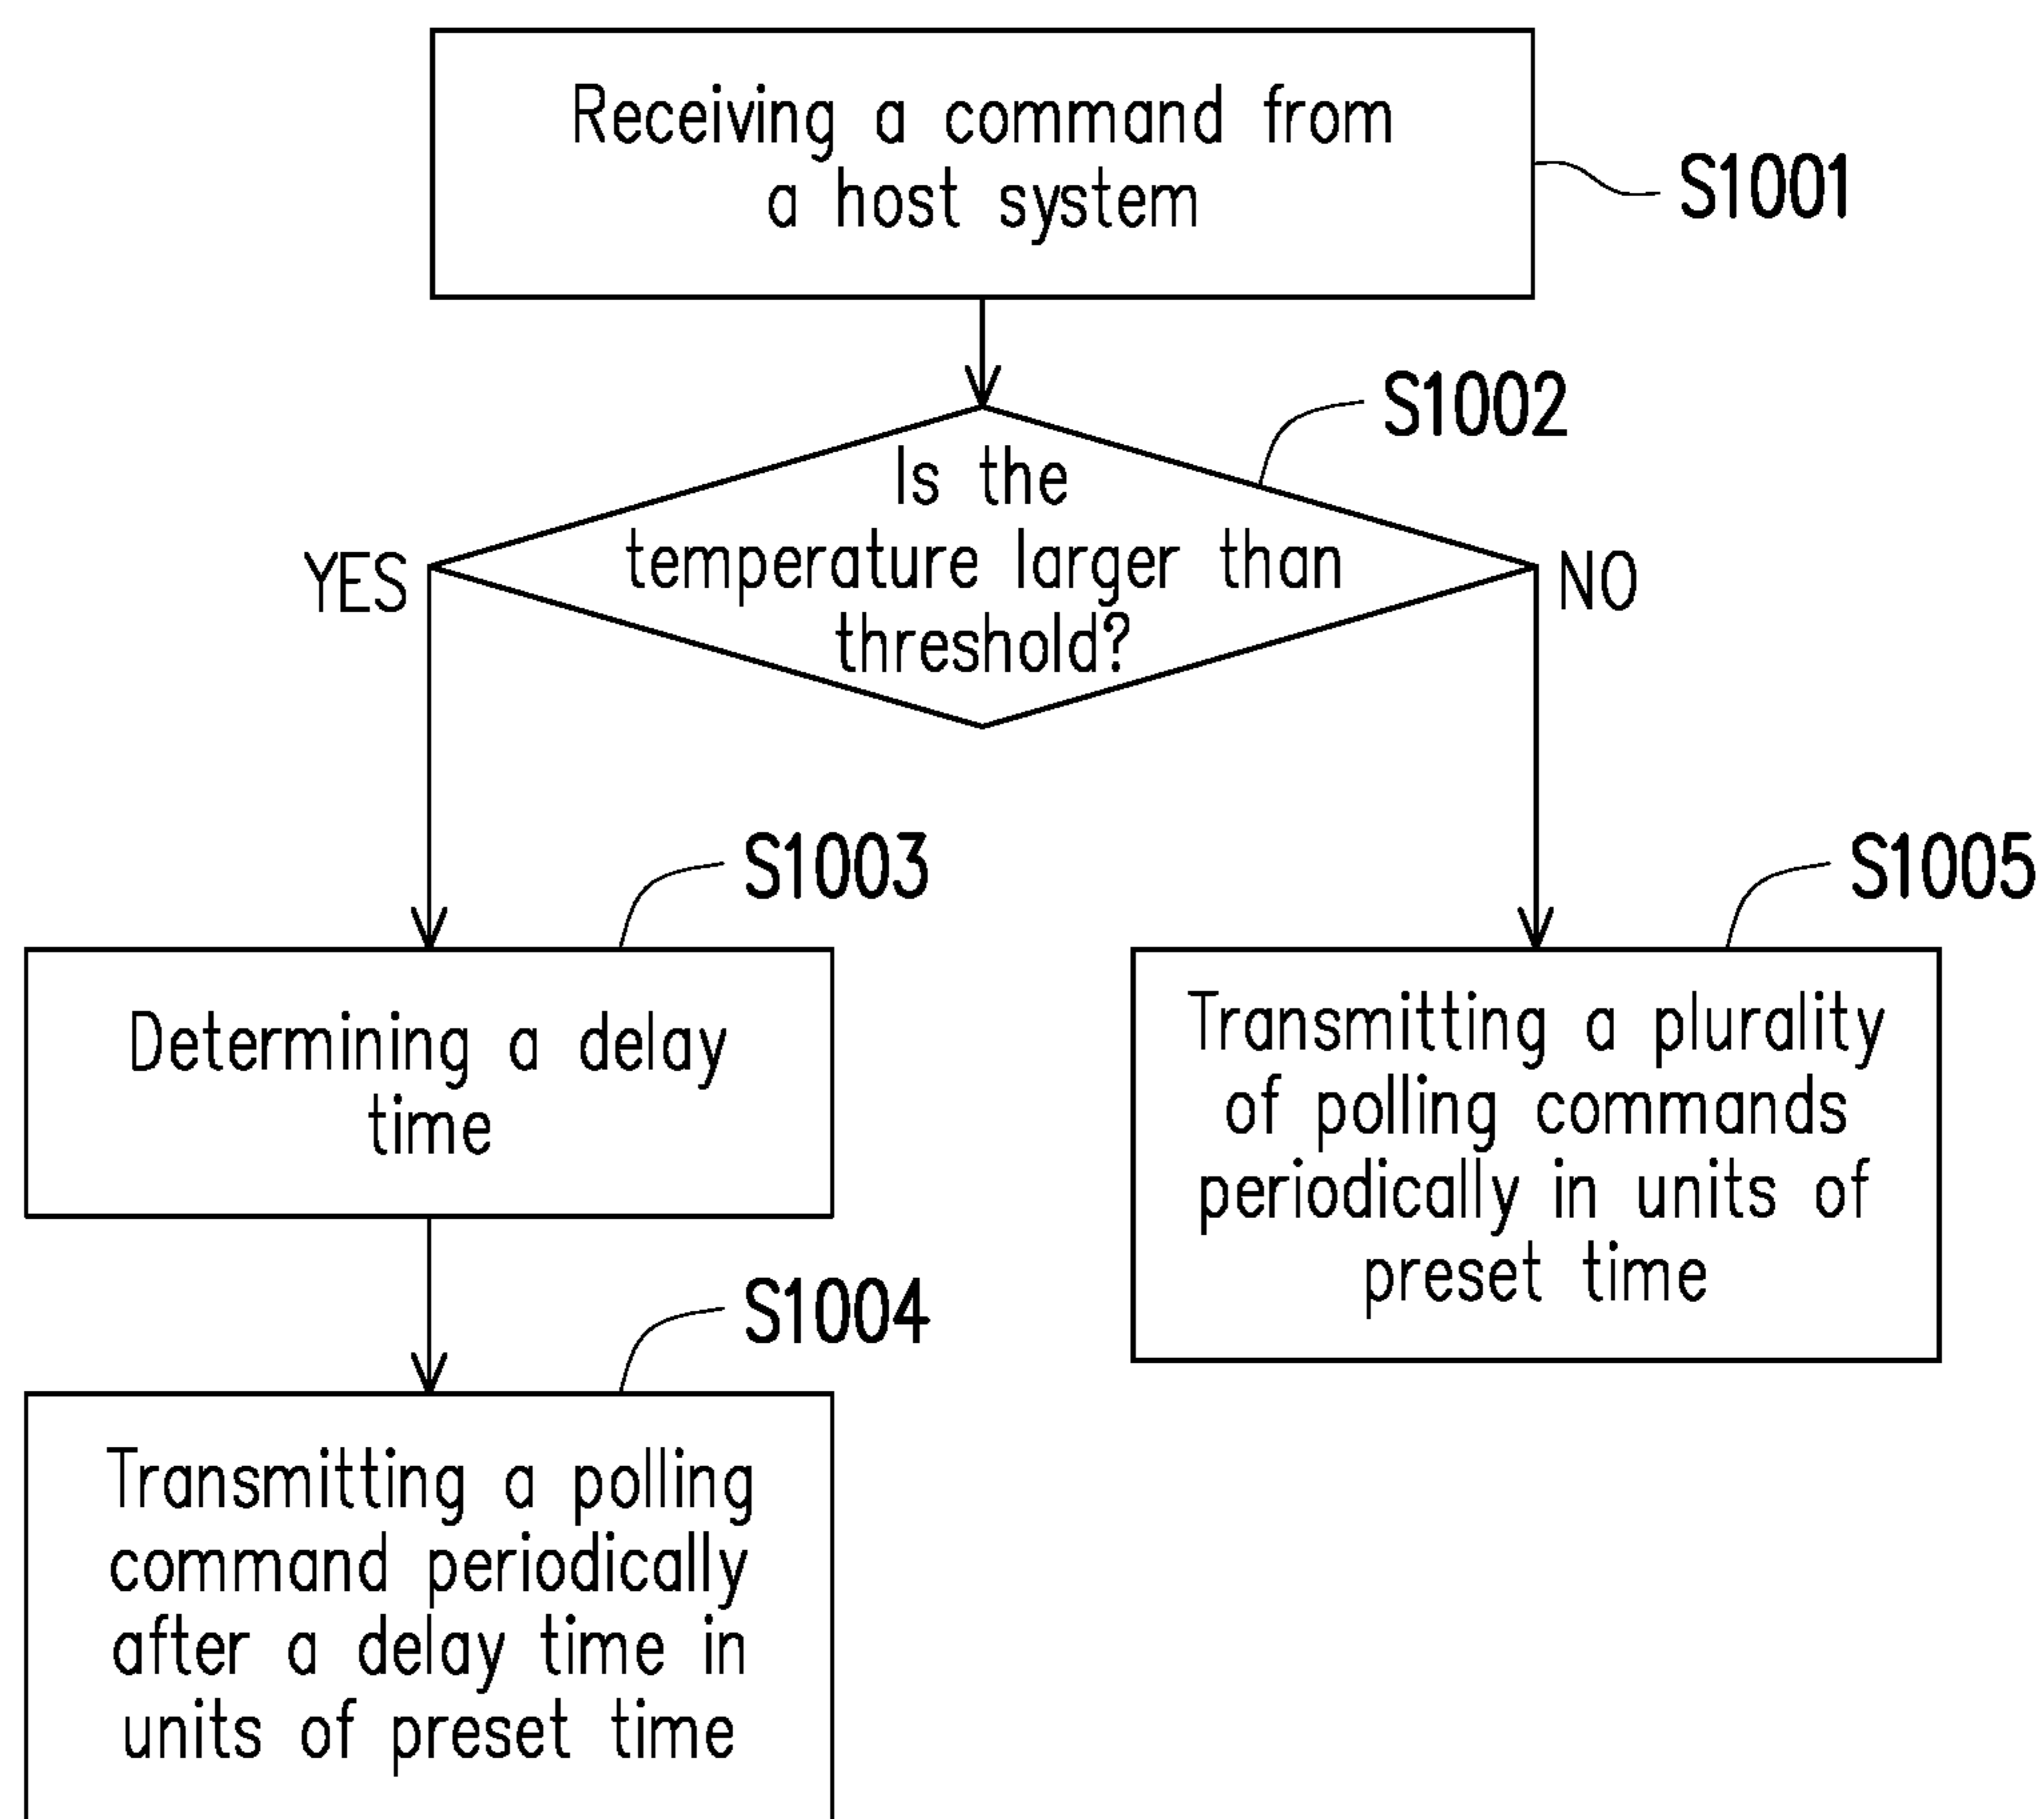 Receiving a command from
a host system
S1001
S1002
Is the
temperature larger than
threshold?
YES
NO
S1003
Determining a delay
time
S1005
Transmitting a plurality
of polling commands
periodically in units of
preset time
S1004
Transmitting a polling
command periodically
after a delay time in
units of preset time